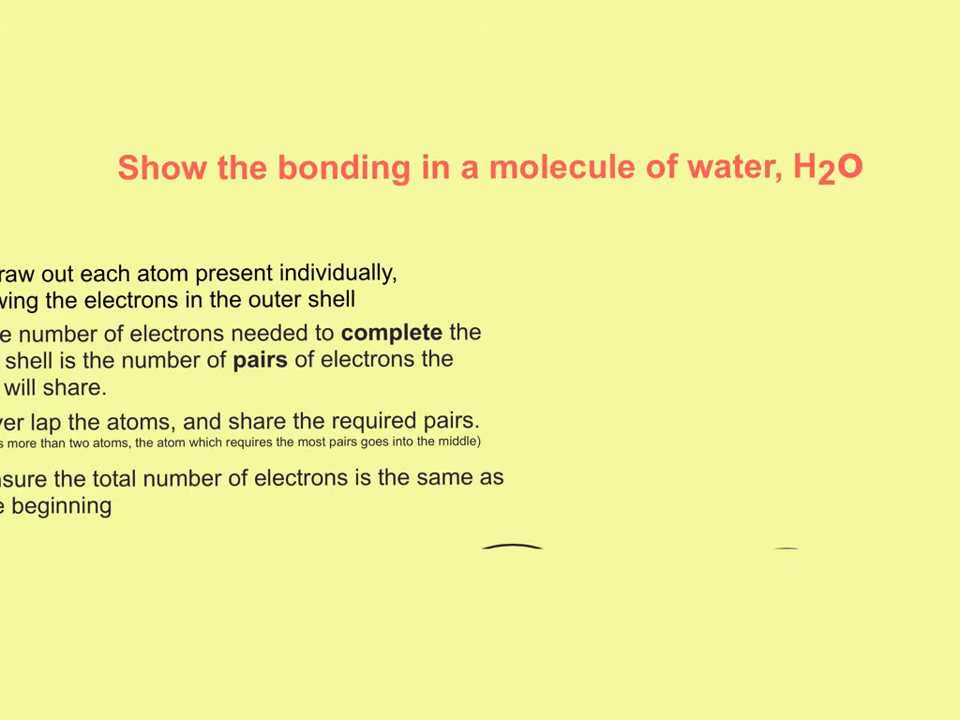 Show the bonding in a molecule of water, H2O
raw out each atom present individually,
wing the electrons in the outer shell
e number of electrons needed to complete the
shell is the number of pairs of electrons the
will share.
ver lap the atoms, and share the required pairs.
s more than two atoms, the atom which requires the most pairs goes into the middle)
nsure the total number of electrons is the same as
e beginning